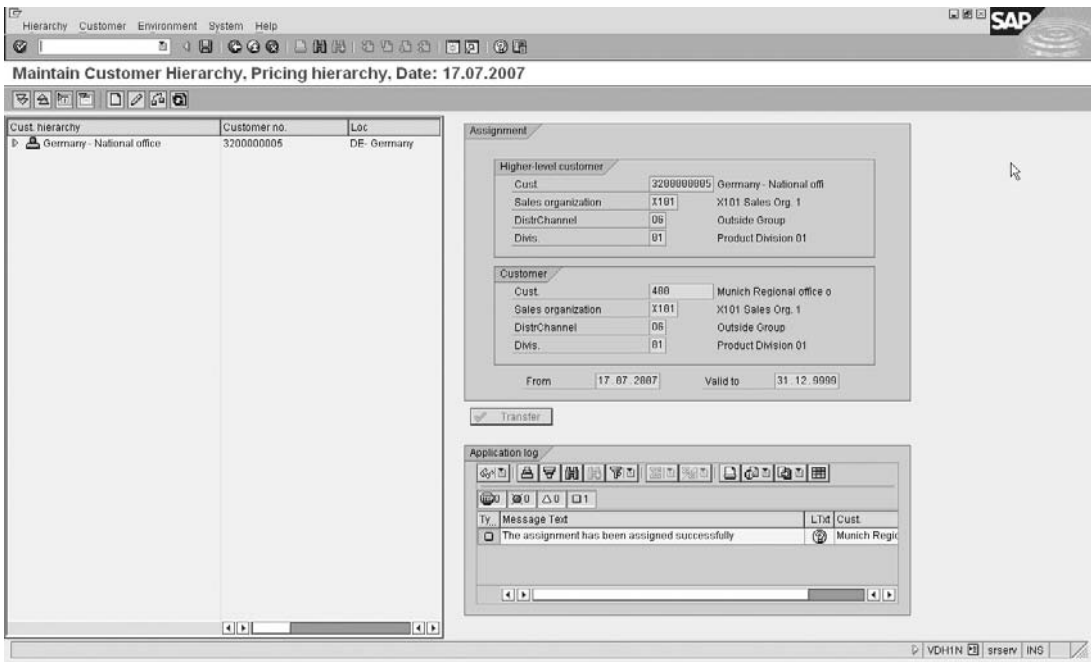 Hierarchy Customer Environment System Help
SAP
Maintain Customer Hierarchy, Pricing hierarchy, Date: 17.07.2007
Cust. hierarchy Customer no. Loc
Germany - National office 3200000005 DE- Germany
Assignment
Higher-level customer
Cust. 3200000005 Germany - National offi
Sales organization X101 X101 Sales Org. 1
DistrChannel 06 Outside Group
Divis. 01 Product Division 01
Customer
Cust. 400 Munich Regional office o
Sales organization X101 X101 Sales Org. 1
DistrChannel 06 Outside Group
Divis. 01 Product Division 01
From 17.07.2007 Valid to 31.12.9999
Transfer
Application log
0 0 0 1
Ty... Message Text LTxt Cust.
The assignment has been assigned successfully Munich Regio
VDH1N srserv INS